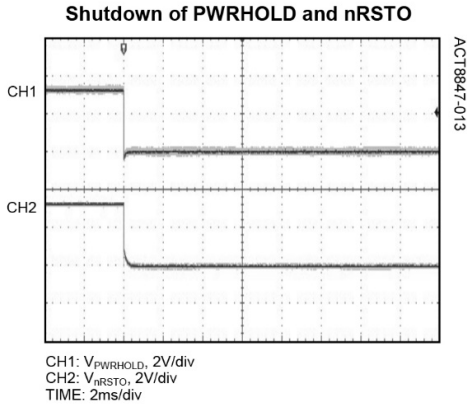 Shutdown of PWRHOLD and nRSTO
ACT8847-013
CH1
CH2
CH1: VPWRHOLD, 2V/div
CH2: VnRSTO, 2V/div
TIME: 2ms/div